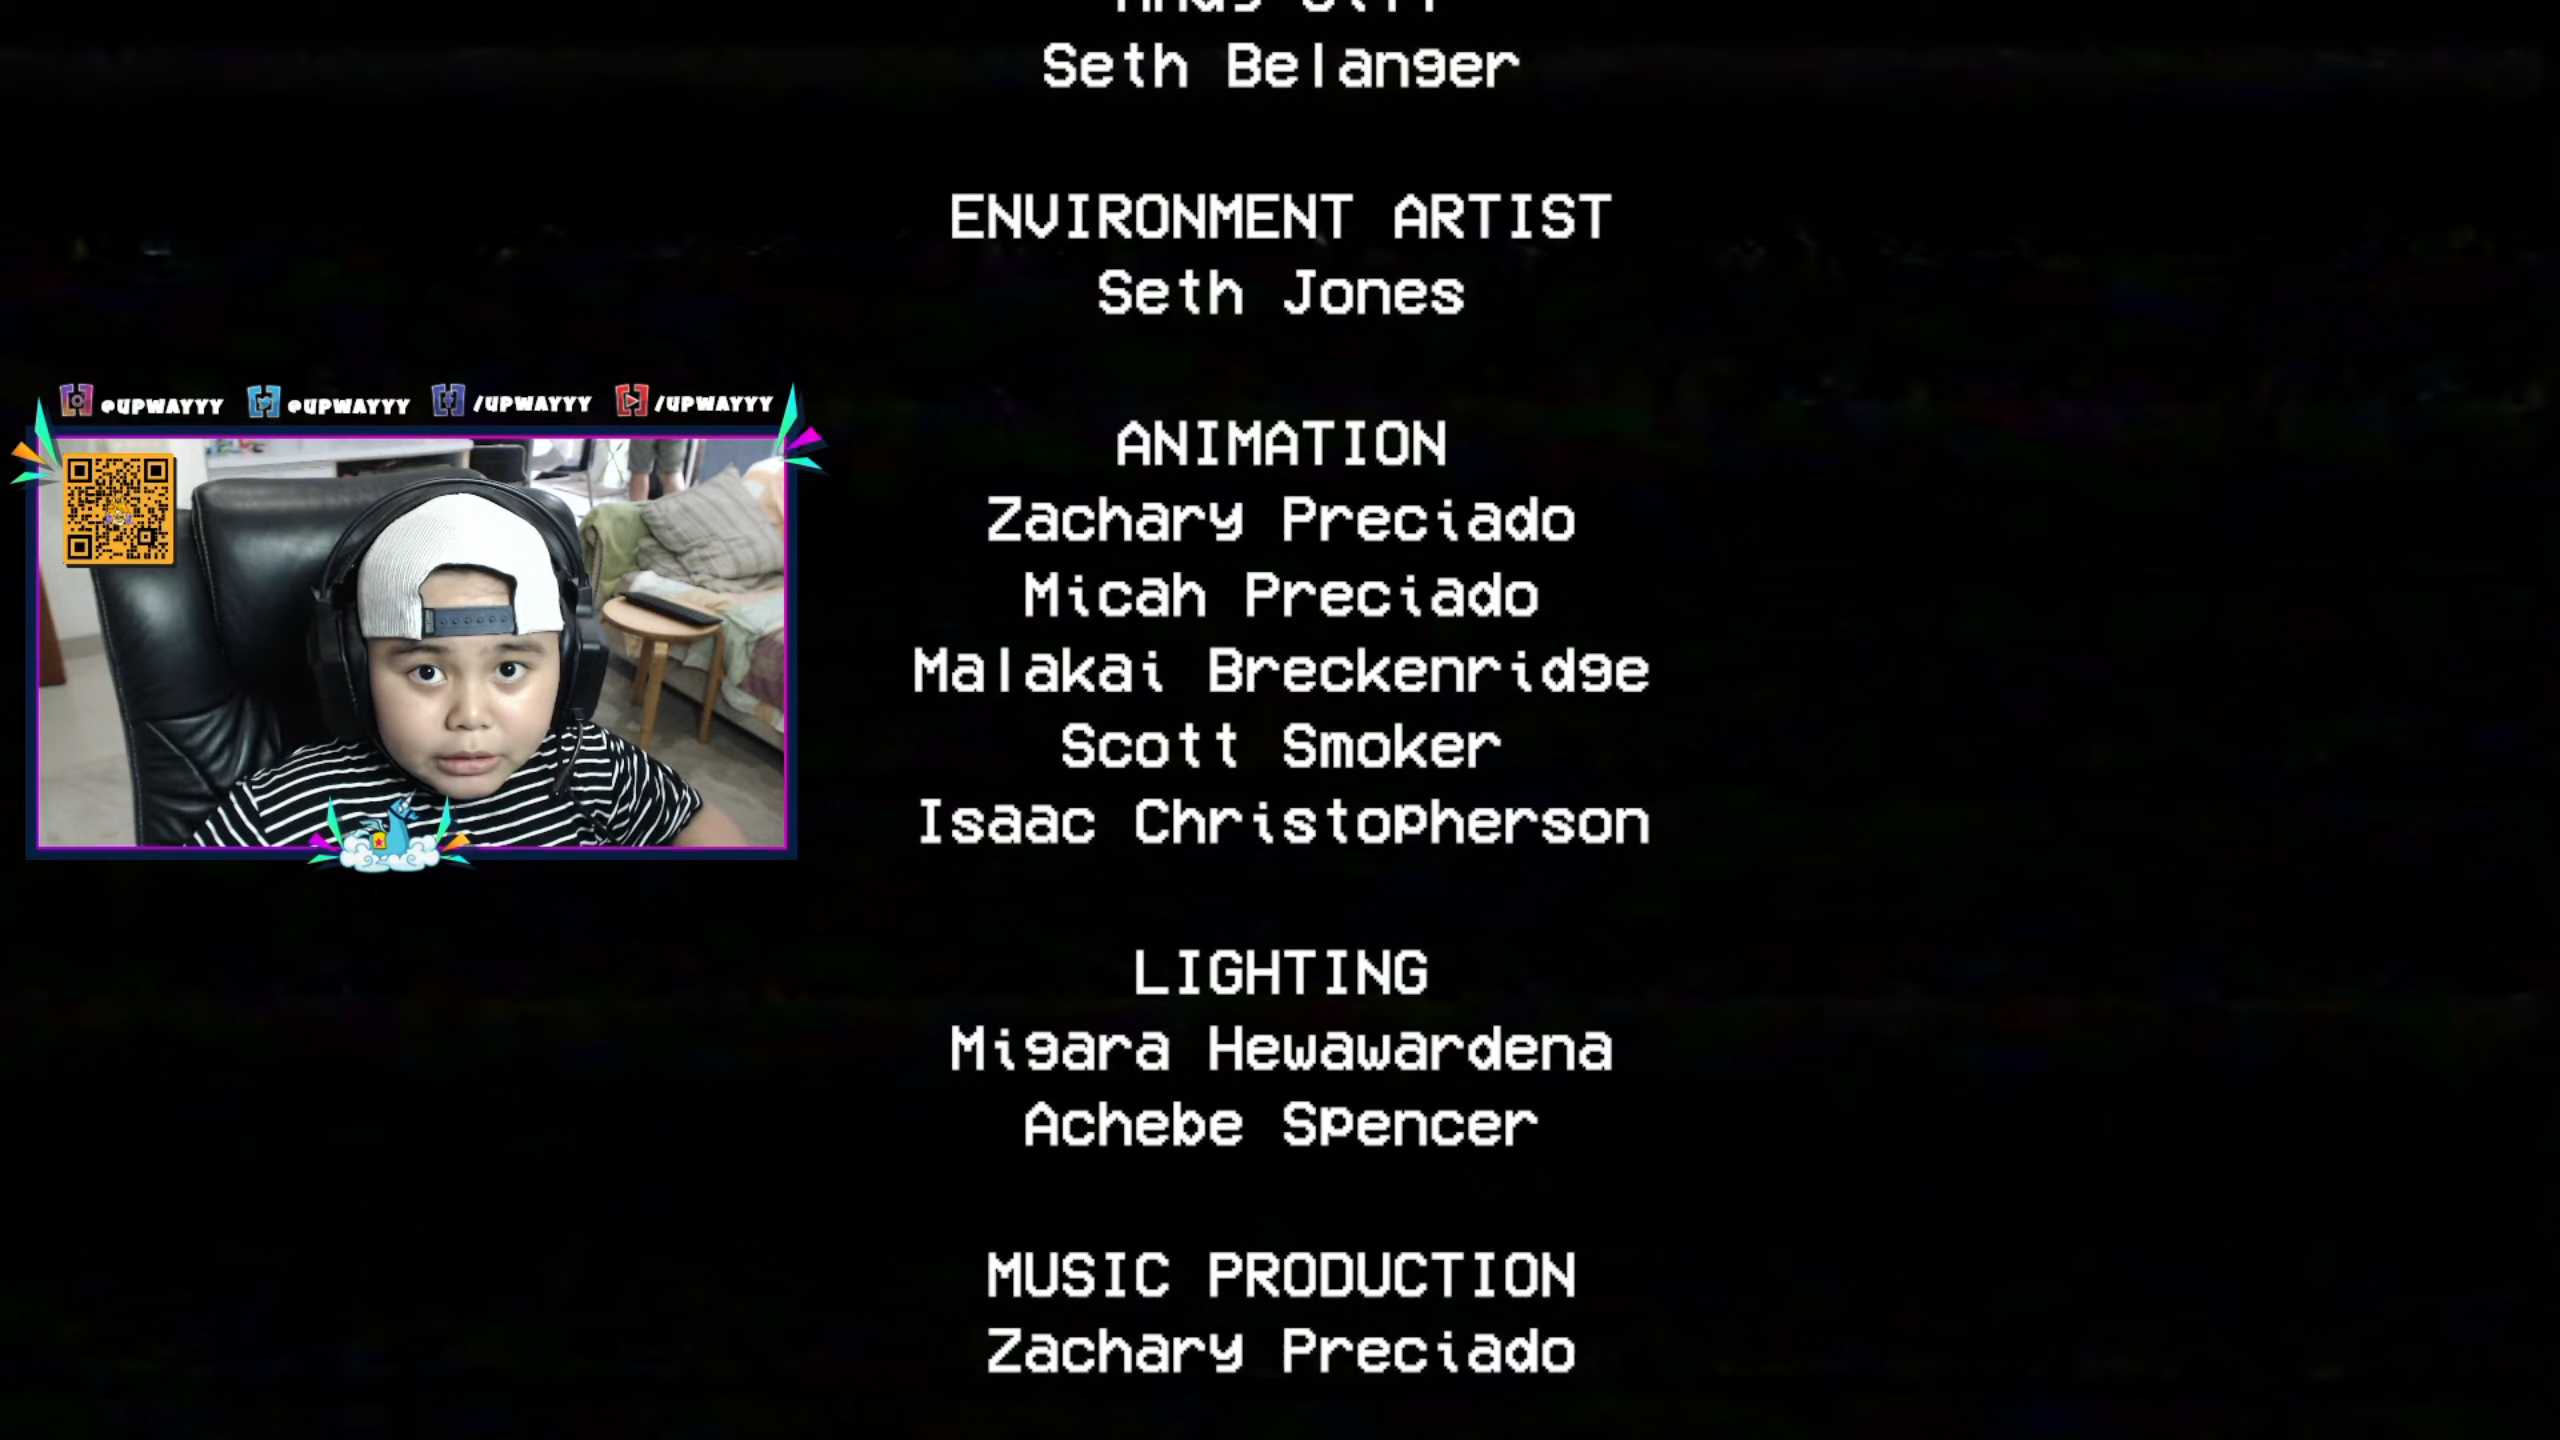 Seth Belanger
ENVIRONMENT ARTIST
Seth Jones
@UPWAYYY @UPWAYYY /UPWAYYY /UPWAYYY
ANIMATION
Zachary Preciado
Micah Preciado
Malakai Breckenridge
Scott Smoker
Isaac Christopherson
LIGHTING
Migara Hewawardena
Achebe Spencer
MUSIC PRODUCTION
Zachary Preciado